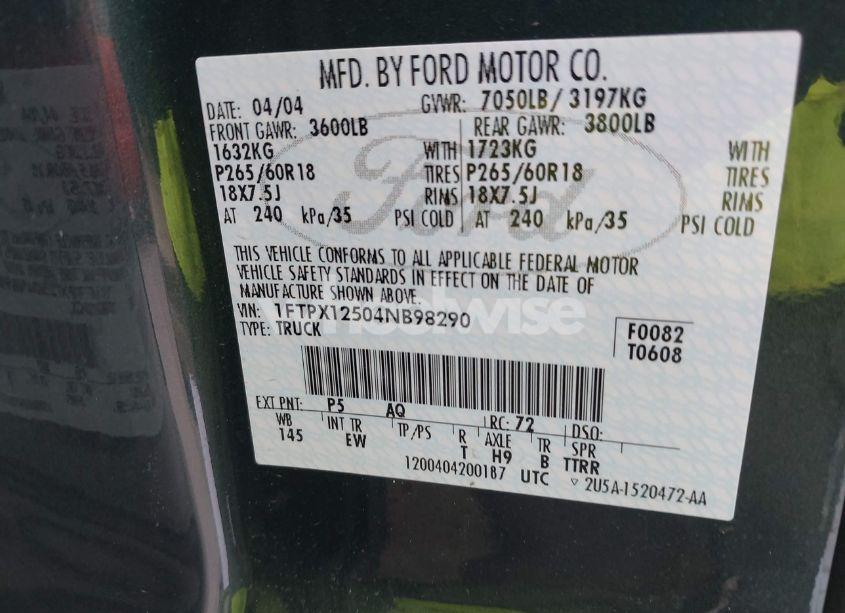 MFD. BY FORD MOTOR CO.
DATE: 04/04 GVWR: 7050LB / 3197KG
FRONT GAWR: 3600LB REAR GAWR: 3800LB
1632KG WITH 1723KG WITH
P265/60R18 TIRES P265/60R18 TIRES
18X7.5J RIMS 18X7.5J RIMS
AT 240 kPa/35 PSI COLD AT 240 kPa/35 PSI COLD
Ford
THIS VEHICLE CONFORMS TO ALL APPLICABLE FEDERAL MOTOR
VEHICLE SAFETY STANDARDS IN EFFECT ON THE DATE OF
MANUFACTURE SHOWN ABOVE.
VIN: 1FTPX12504NB98290
TYPE: TRUCK
F0082
T0608
EXT PNT: P5 AQ RC: 72 DSO:
WB INT TR TP/PS R AXLE TR SPR
145 EW T H9 B TTRR
1200404200187 UTC ▽ 2U5A-1520472-AA